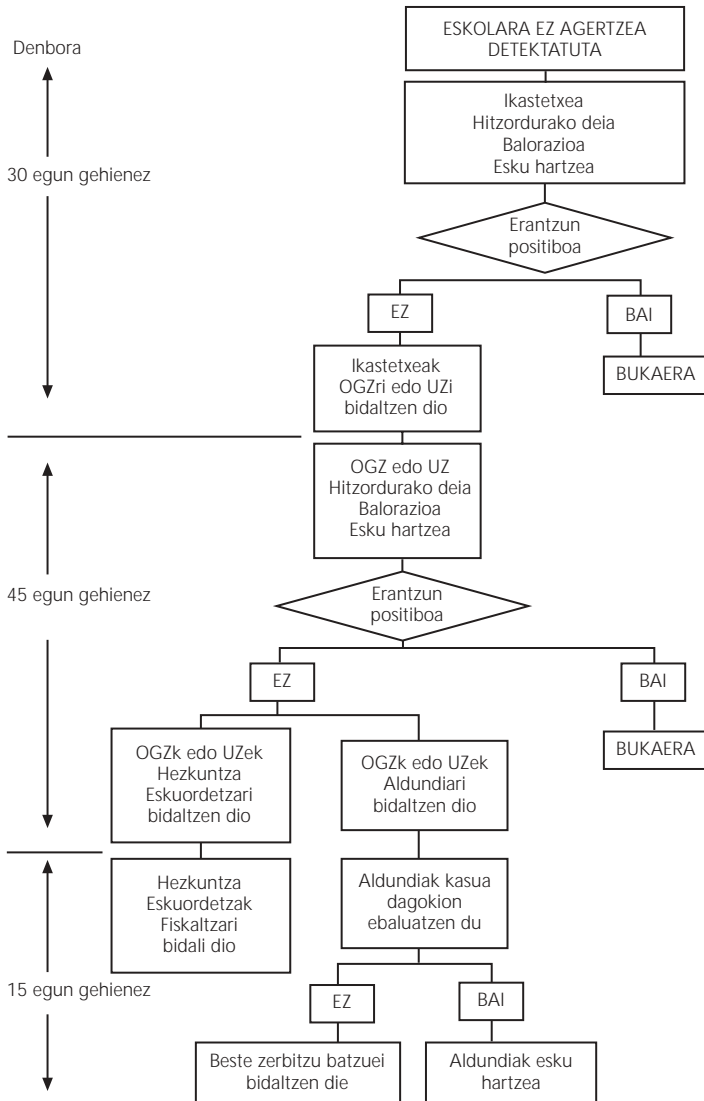 Denbora
ESKOLARA EZ AGERTZEA
DETEKTATUTA
Ikastetxea
Hitzordurako deia
Balorazioa
Esku hartzea
30 egun gehienez
Erantzun
positiboa
EZ
BAI
Ikastetxeak
OGZri edo UZi
bidaltzen dio
BUKAERA
OGZ edo UZ
Hitzordurako deia
Balorazioa
Esku hartzea
45 egun gehienez
Erantzun
positiboa
EZ
BAI
OGZk edo UZek
Hezkuntza
Eskuordetzari
bidaltzen dio
OGZk edo UZek
Aldundiari
bidaltzen dio
BUKAERA
Hezkuntza
Eskuordetzak
Fiskaltzari
bidali dio
Aldundiak kasua
dagokion
ebaluatzen du
15 egun gehienez
EZ
BAI
Beste zerbitzu batzuei
bidaltzen die
Aldundiak esku
hartzea